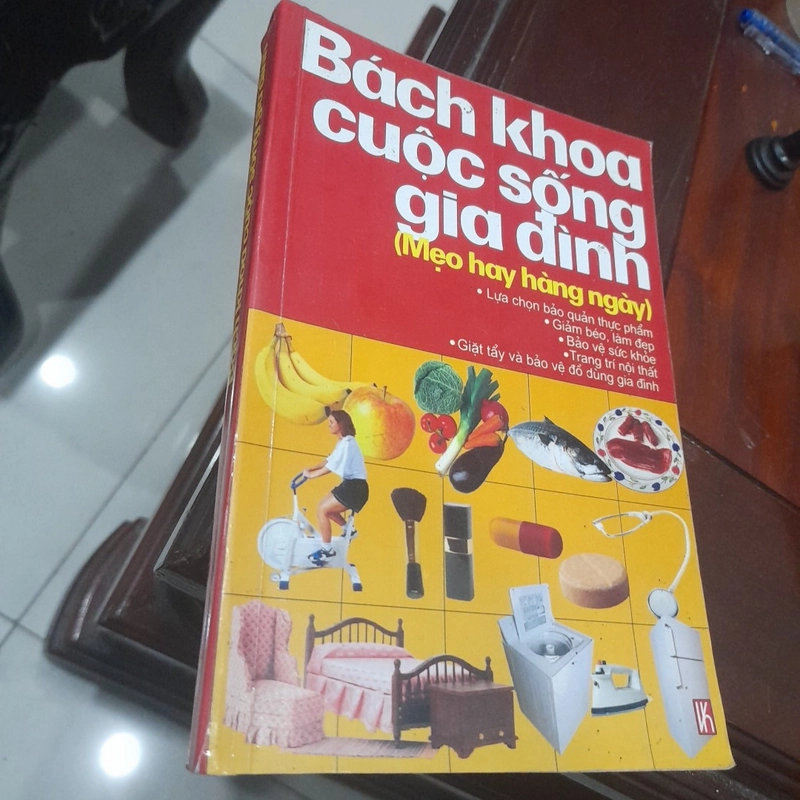 Bách khoa
cuộc sống
gia đình
(Mẹo hay hàng ngày)
• Lựa chọn bảo quản thực phẩm
• Giảm béo, làm đẹp
• Bảo vệ sức khỏe
• Trang trí nội thất
• Giặt tẩy và bảo vệ đồ dùng gia đình